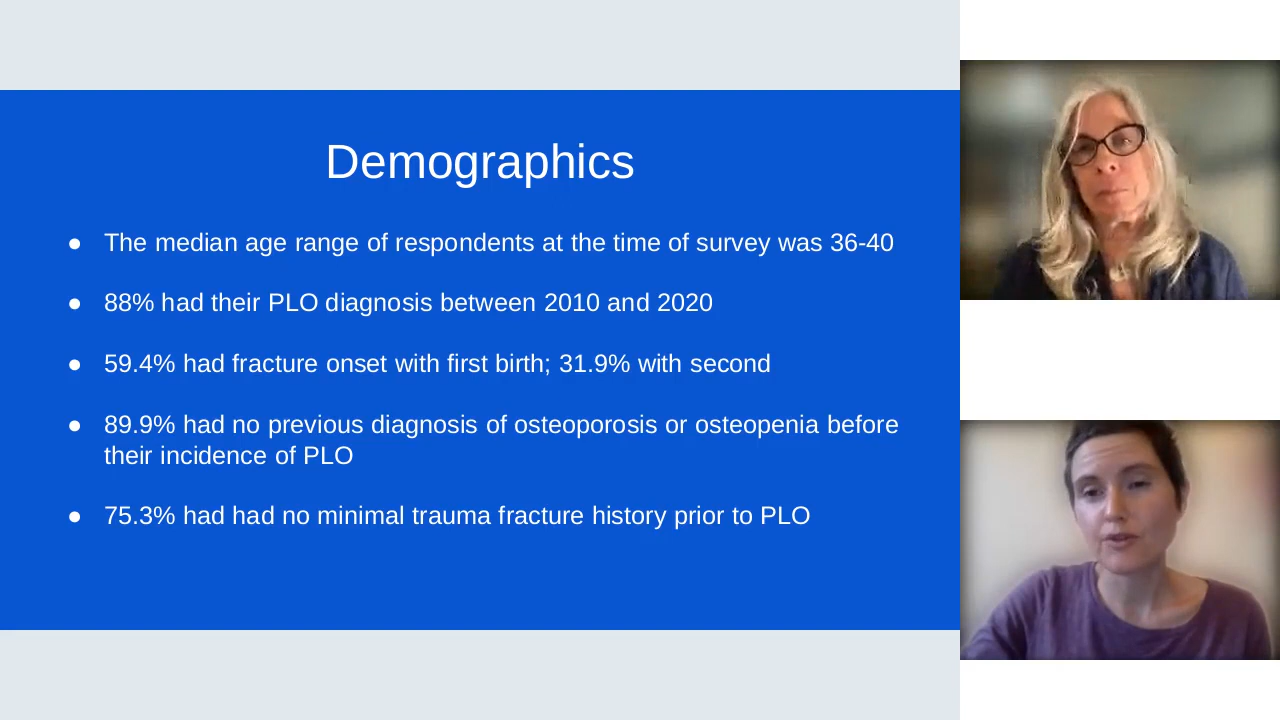 Demographics
● The median age range of respondents at the time of survey was 36-40
● 88% had their PLO diagnosis between 2010 and 2020
● 59.4% had fracture onset with first birth; 31.9% with second
● 89.9% had no previous diagnosis of osteoporosis or osteopenia before
their incidence of PLO
● 75.3% had had no minimal trauma fracture history prior to PLO